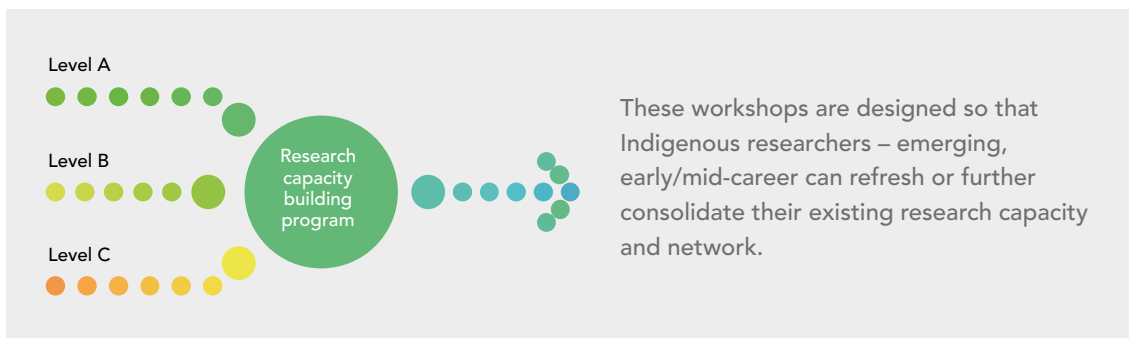 Level A
Level B
Level C
Research
capacity
building
program
These workshops are designed so that
Indigenous researchers – emerging,
early/mid-career can refresh or further
consolidate their existing research capacity
and network.